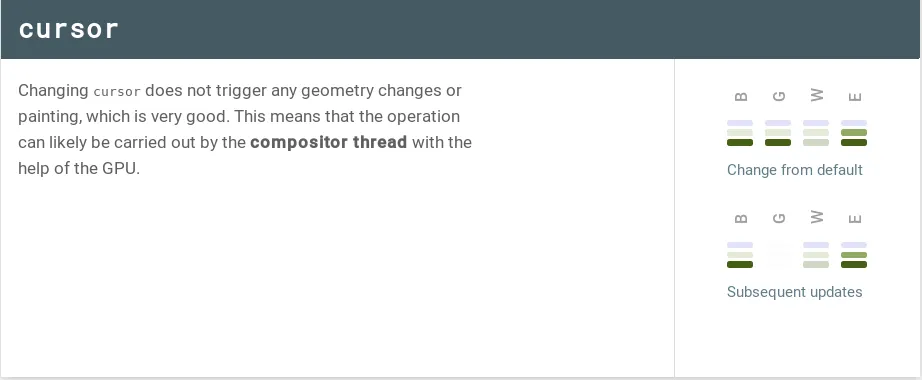 cursor
Changing cursor does not trigger any geometry changes or
painting, which is very good. This means that the operation
can likely be carried out by the compositor thread with the
help of the GPU.
B G W E
Change from default
B G W E
Subsequent updates